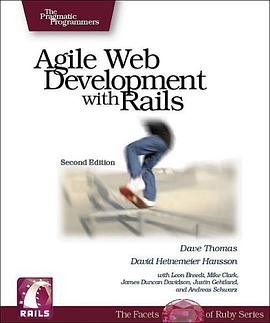 The
Pragmatic
Programmers
Agile Web
Development
with Rails
Second Edition
Dave Thomas
David Heinemeier Hansson
with Leon Breedt, Mike Clark,
James Duncan Davidson, Justin Gehtland,
and Andreas Schwarz
RAILS
The Facets of Ruby Series